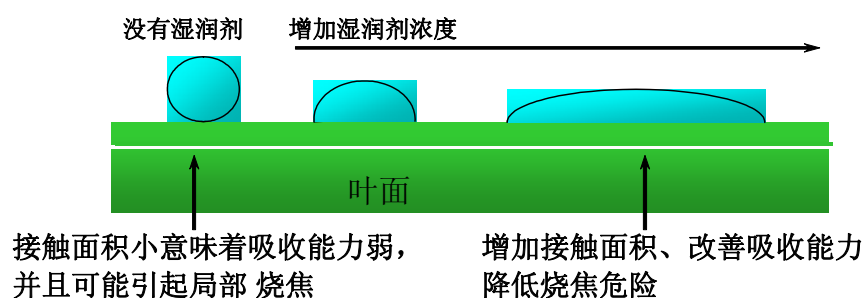 没有湿润剂
增加湿润剂浓度
叶面
接触面积小意味着吸收能力弱，
并且可能引起局部 烧焦
增加接触面积、改善吸收能力
降低烧焦危险